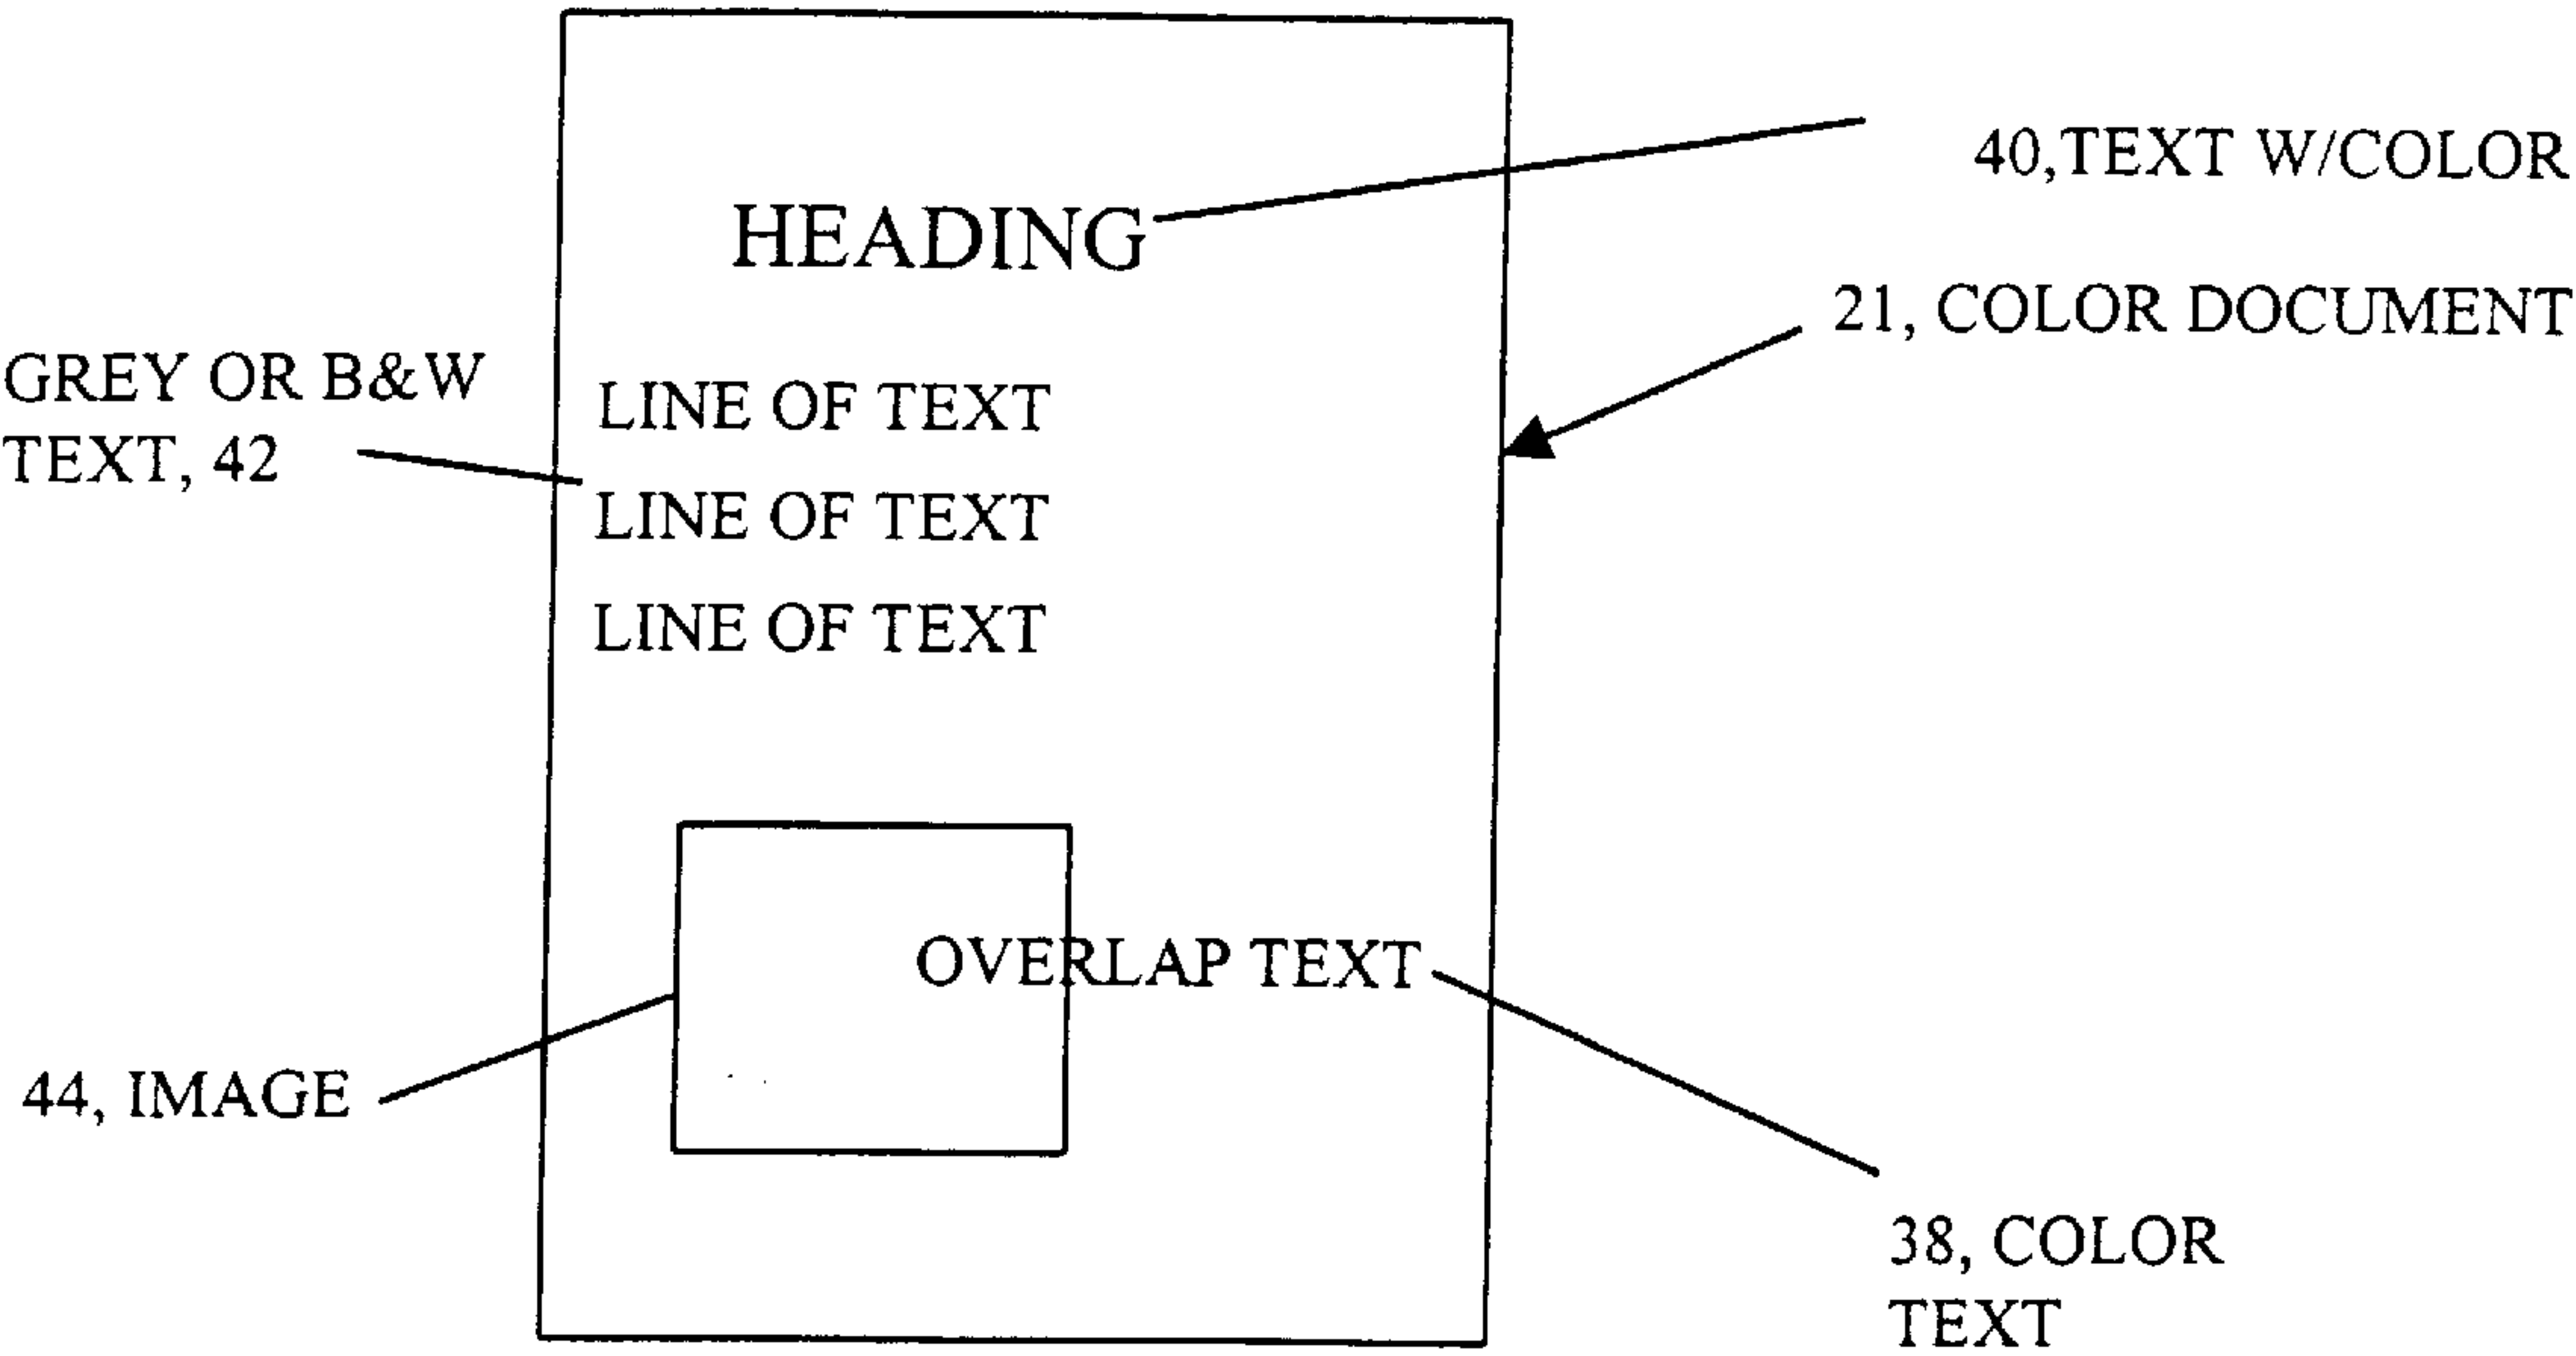 40,TEXT W/COLOR
HEADING
21, COLOR DOCUMENT
GREY OR B&W
TEXT, 42
LINE OF TEXT
LINE OF TEXT
LINE OF TEXT
OVERLAP TEXT
44, IMAGE
38, COLOR
TEXT